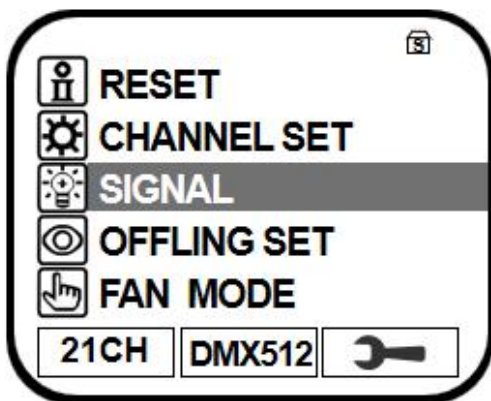 S
RESET
CHANNEL SET
SIGNAL
OFFLING SET
FAN MODE
21CH DMX512